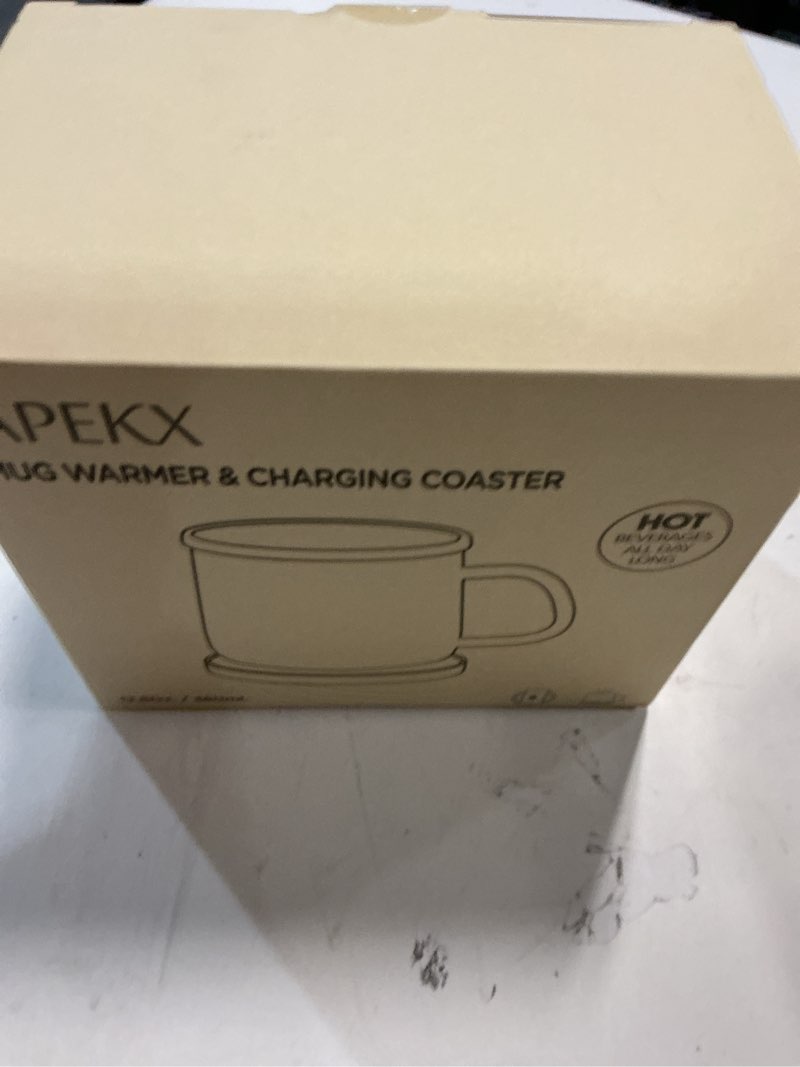 APEKX
MUG WARMER & CHARGING COASTER
HOT
BEVERAGES
ALL DAY
LONG